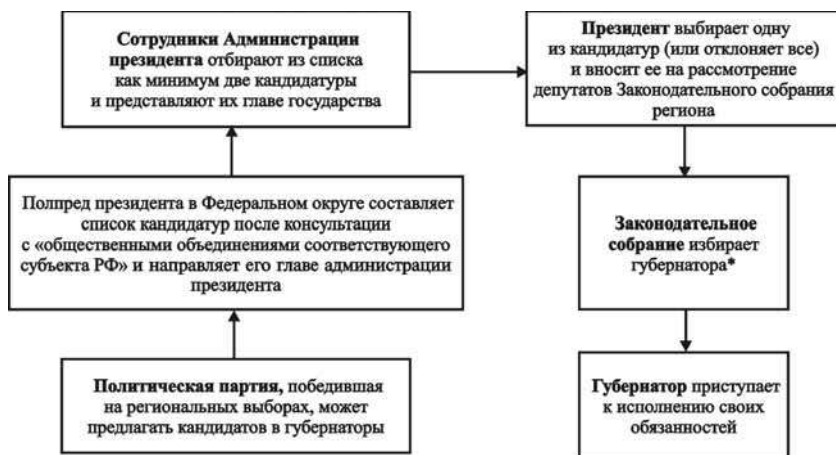 Сотрудники Администрации
президента отбирают из списка
как минимум две кандидатуры
и представляют их главе государства
Президент выбирает одну
из кандидатур (или отклоняет все)
и вносит ее на рассмотрение
депутатов Законодательного собрания
региона
Полпред президента в Федеральном округе составляет
список кандидатур после консультации
с «общественными объединениями соответствующего
субъекта РФ» и направляет его главе администрации
президента
Законодательное
собрание избирает
губернатора*
Политическая партия, победившая
на региональных выборах, может
предлагать кандидатов в губернаторы
Губернатор приступает
к исполнению своих
обязанностей